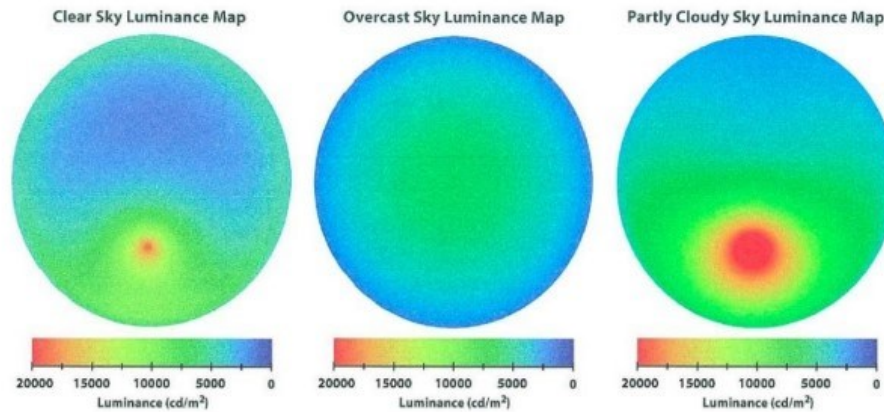 Clear Sky Luminance Map
Overcast Sky Luminance Map
Partly Cloudy Sky Luminance Map
20000 15000 10000 5000 0
Luminance (cd/m²)
20000 15000 10000 5000 0
Luminance (cd/m²)
20000 15000 10000 5000 0
Luminance (cd/m²)